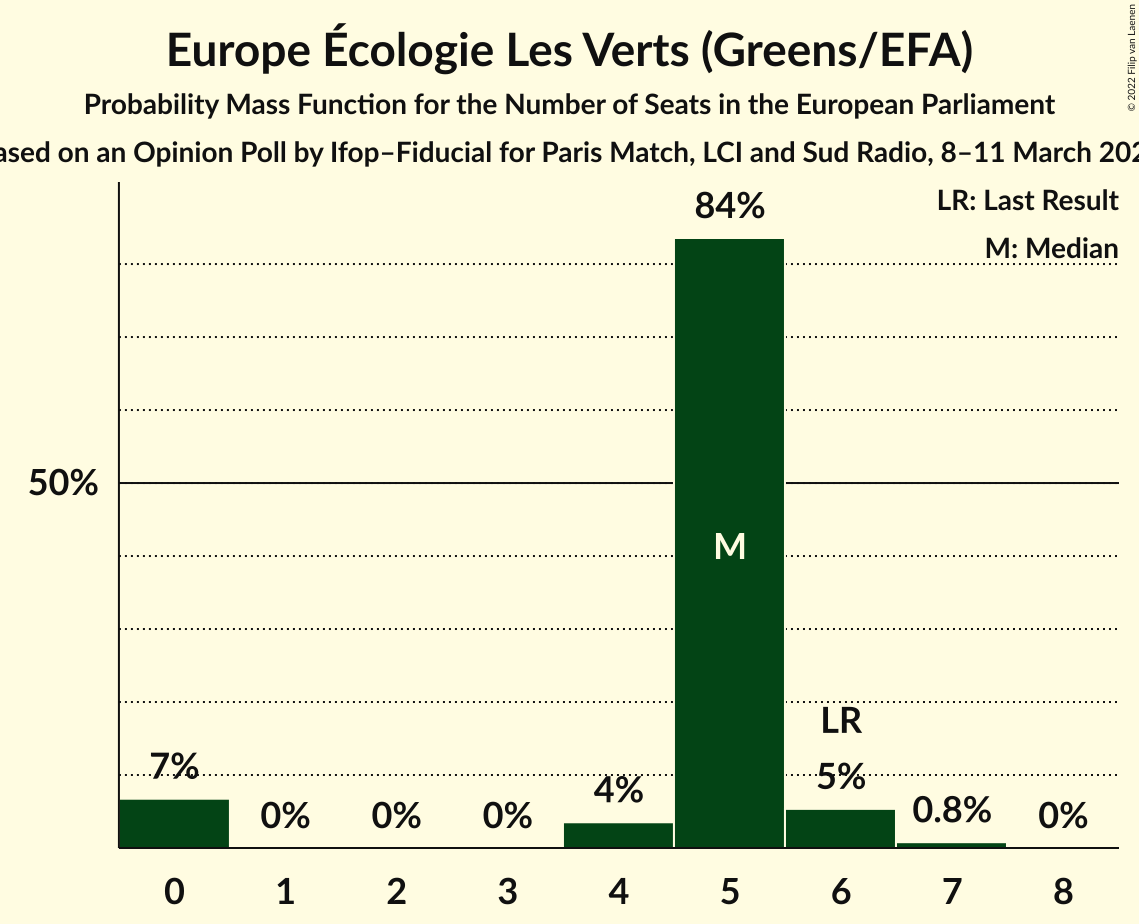 Europe Écologie Les Verts (Greens/EFA)
Probability Mass Function for the Number of Seats in the European Parliament
on an Opinion Poll by Ifop–Fiducial for Paris Match, LCI and Sud Radio, 8–11 March
© 2022 Filip van Laenen
LR: Last Result
M: Median
84%
50%
M
LR
7%
0%
0%
0%
4%
5%
0.8%
0%
0
1
2
3
4
5
6
7
8